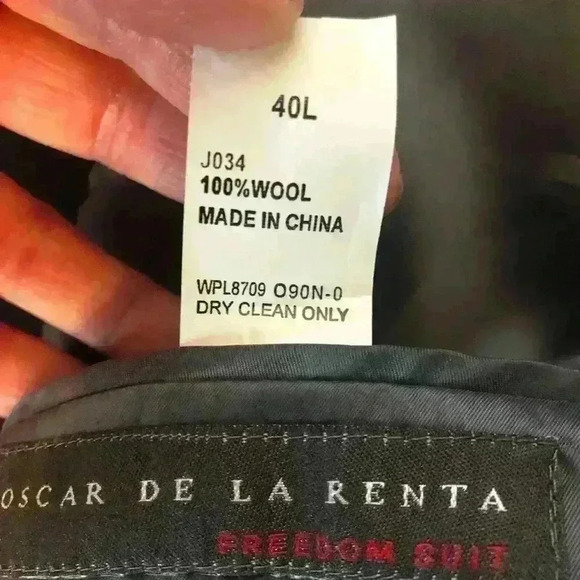 40L
J034
100%WOOL
MADE IN CHINA
WPL8709 O90N-0
DRY CLEAN ONLY
OSCAR DE LA RENTA
FREEDOM SUIT